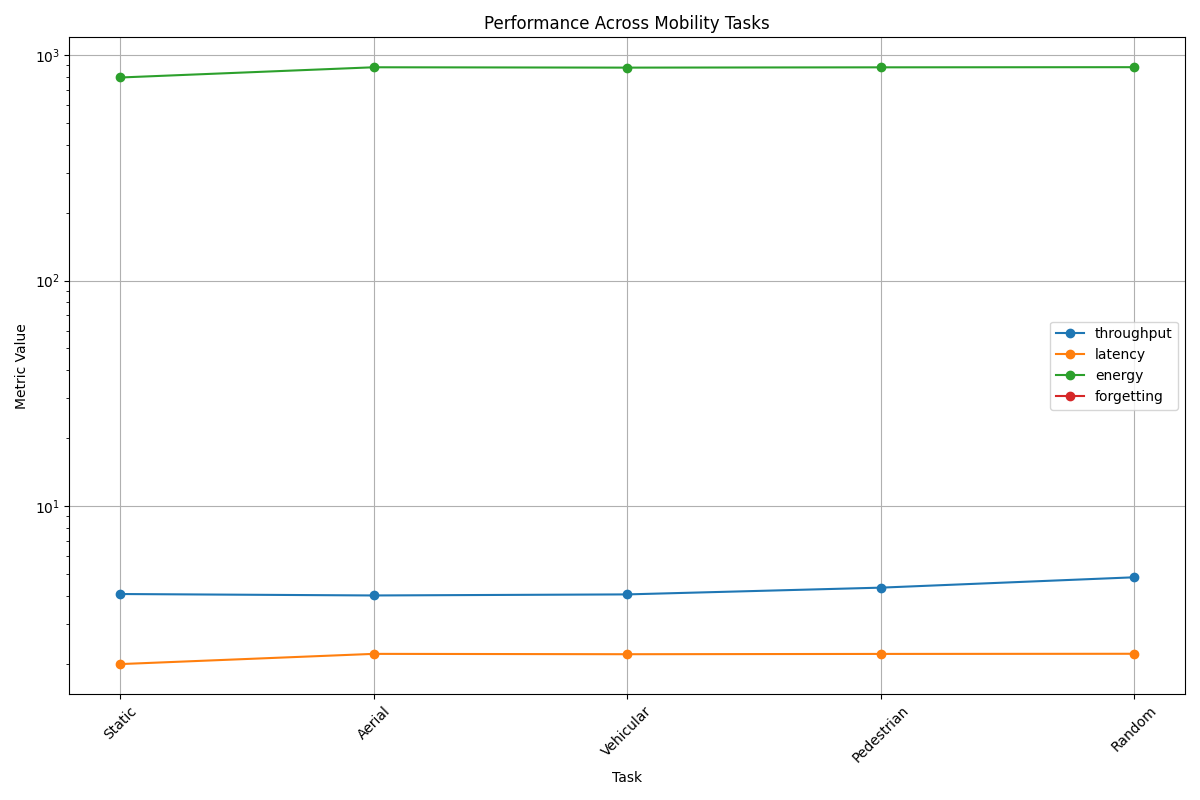 Performance Across Mobility Tasks
10³
10²
10¹
Metric Value
throughput
latency
energy
forgetting
Static
Aerial
Vehicular
Pedestrian
Random
Task